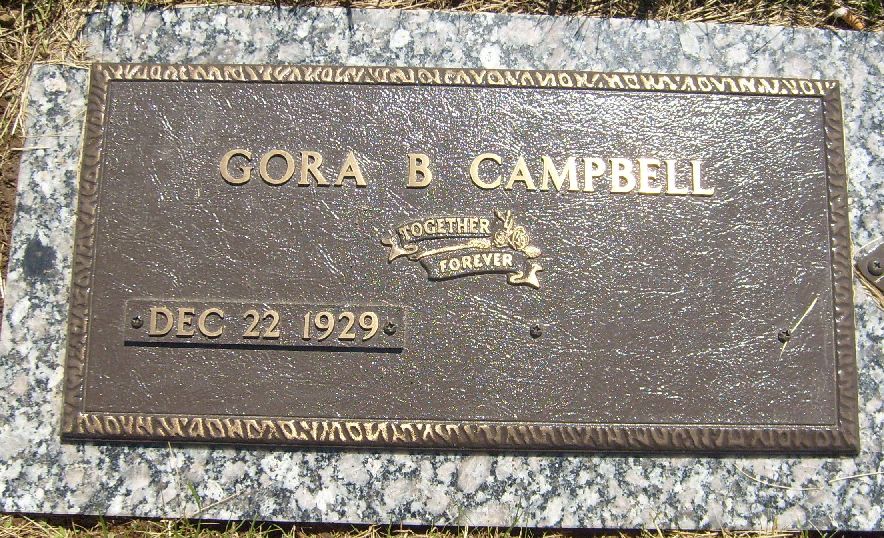 GORA B CAMPBELL
TOGETHER
FOREVER
DEC 22 1929